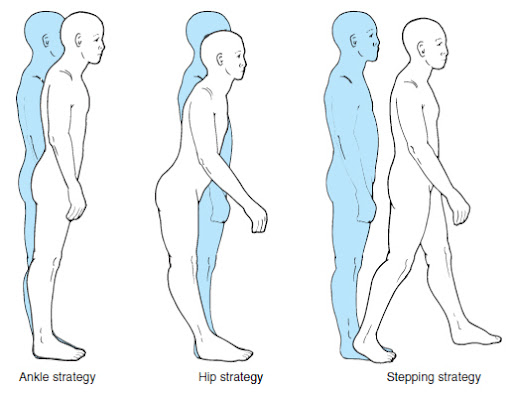 Ankle strategy
Hip strategy
Stepping strategy